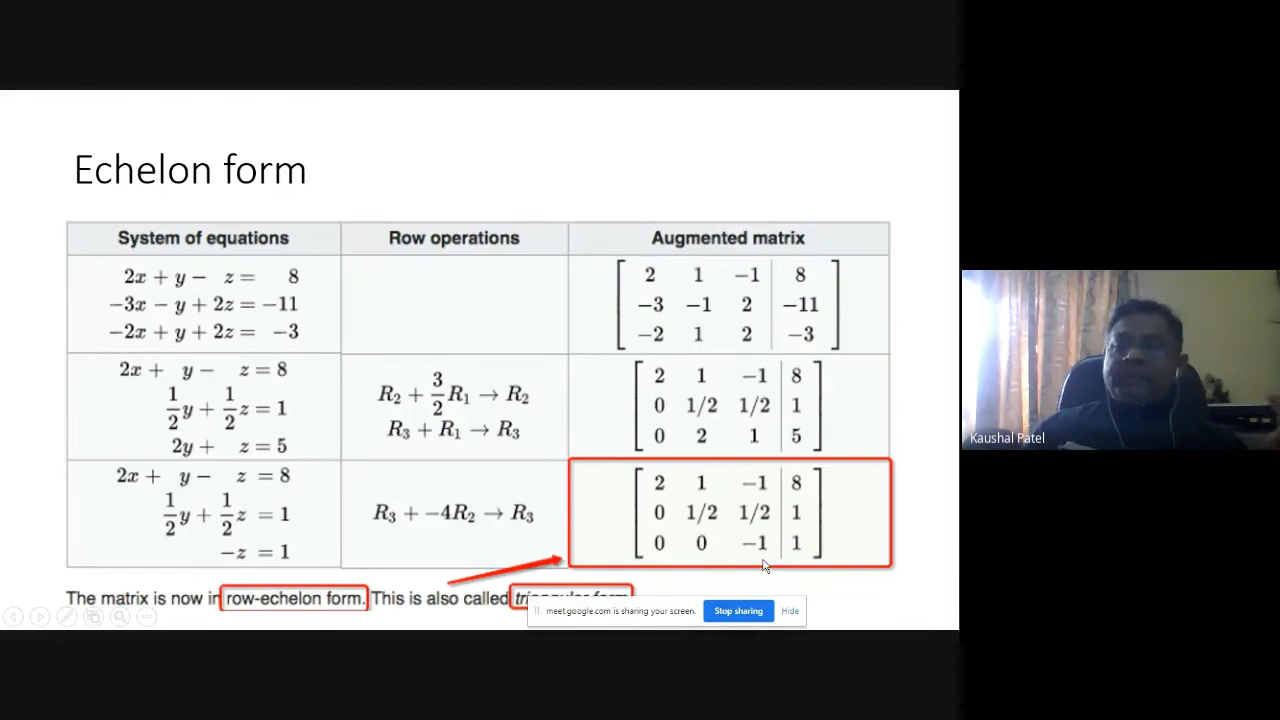 Echelon form
System of equations Row operations Augmented matrix
2x + y − z = 8
−3x − y + 2z = −11
−2x + y + 2z = −3
2 1 −1 8
−3 −1 2 −11
−2 1 2 −3
2x + y − z = 8
1/2 y + 1/2 z = 1
2y + z = 5
R2 + 3/2 R1 → R2
R3 + R1 → R3
2 1 −1 8
0 1/2 1/2 1
0 2 1 5
2x + y − z = 8
1/2 y + 1/2 z = 1
−z = 1
R3 + −4R2 → R3
2 1 −1 8
0 1/2 1/2 1
0 0 −1 1
The matrix is now in row-echelon form. This is also called
meet.google.com is sharing your screen. Stop sharing Hide
Kaushal Patel